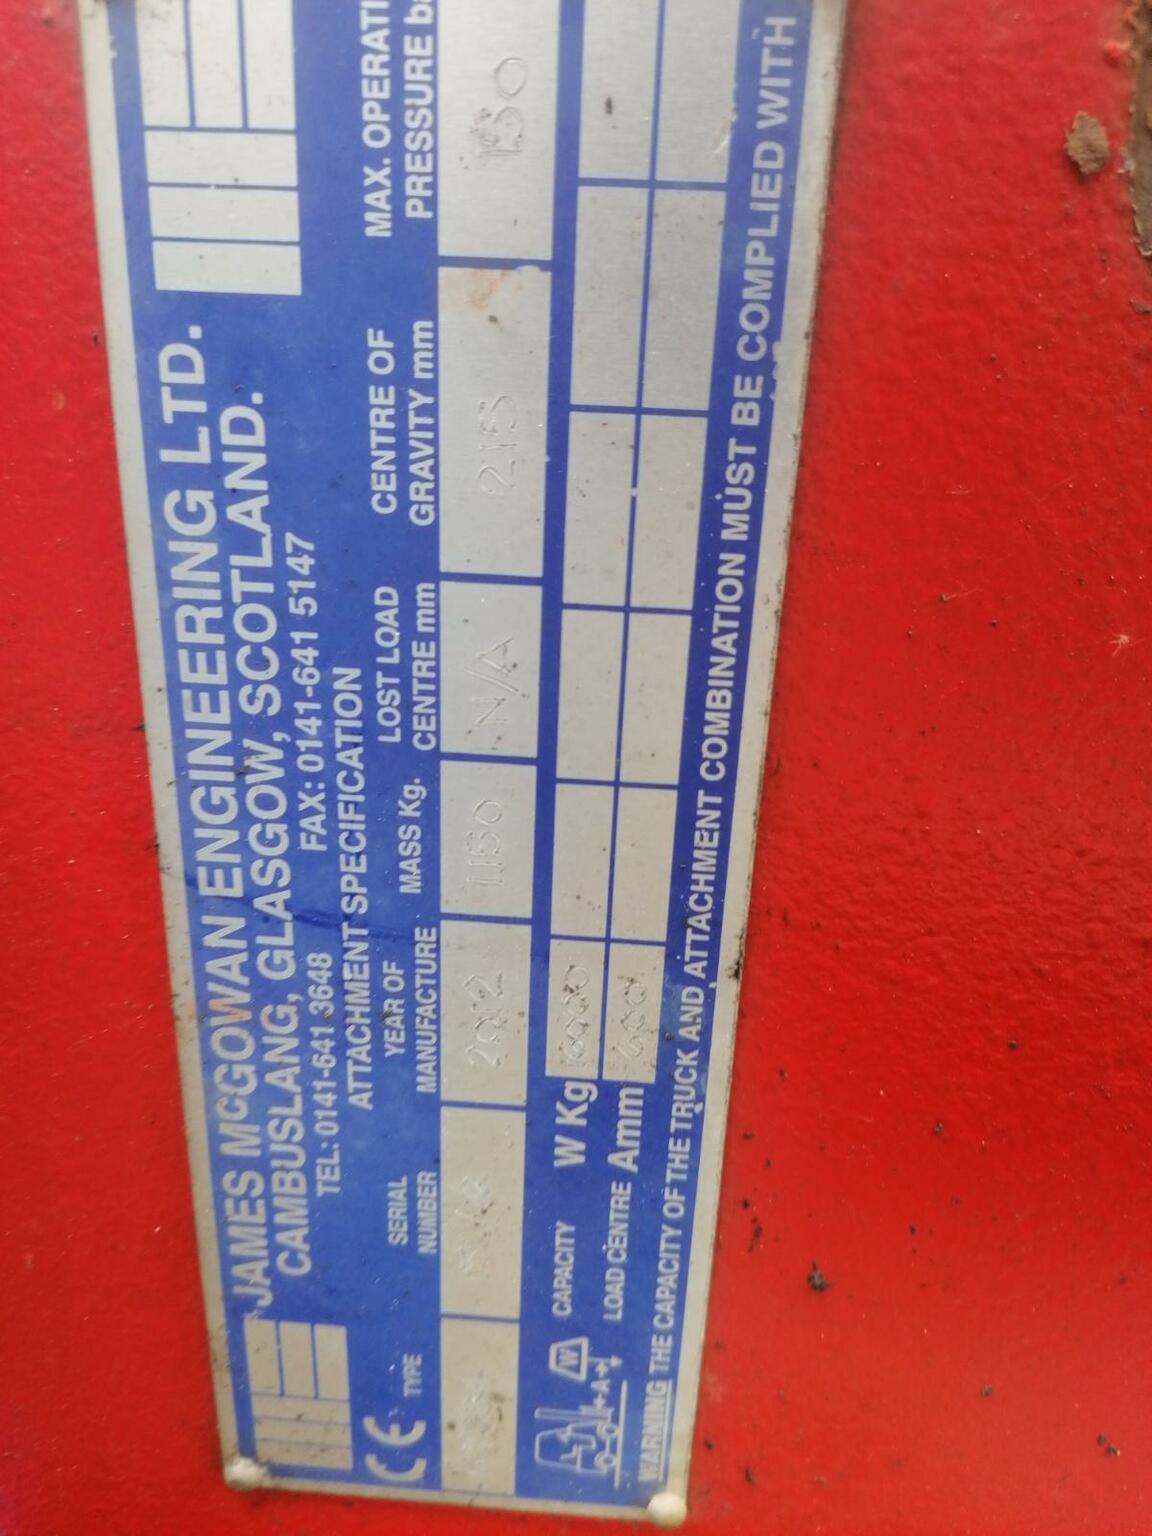 JAMES MCGOWAN ENGINEERING LTD.
CAMBUSLANG, GLASGOW, SCOTLAND.
TEL: 0141-641 3648 FAX: 0141-641 5147
ATTACHMENT SPECIFICATION
CE TYPE
SERIAL NUMBER
YEAR OF MANUFACTURE
MASS Kg.
LOST LOAD CENTRE mm
CENTRE OF GRAVITY mm
MAX. OPERATI
PRESSURE ba
2012 1150 N/A 215
W A
CAPACITY W Kg 6000
LOAD CENTRE A mm 600
WARNING THE CAPACITY OF THE TRUCK AND ATTACHMENT COMBINATION MUST BE COMPLIED WITH